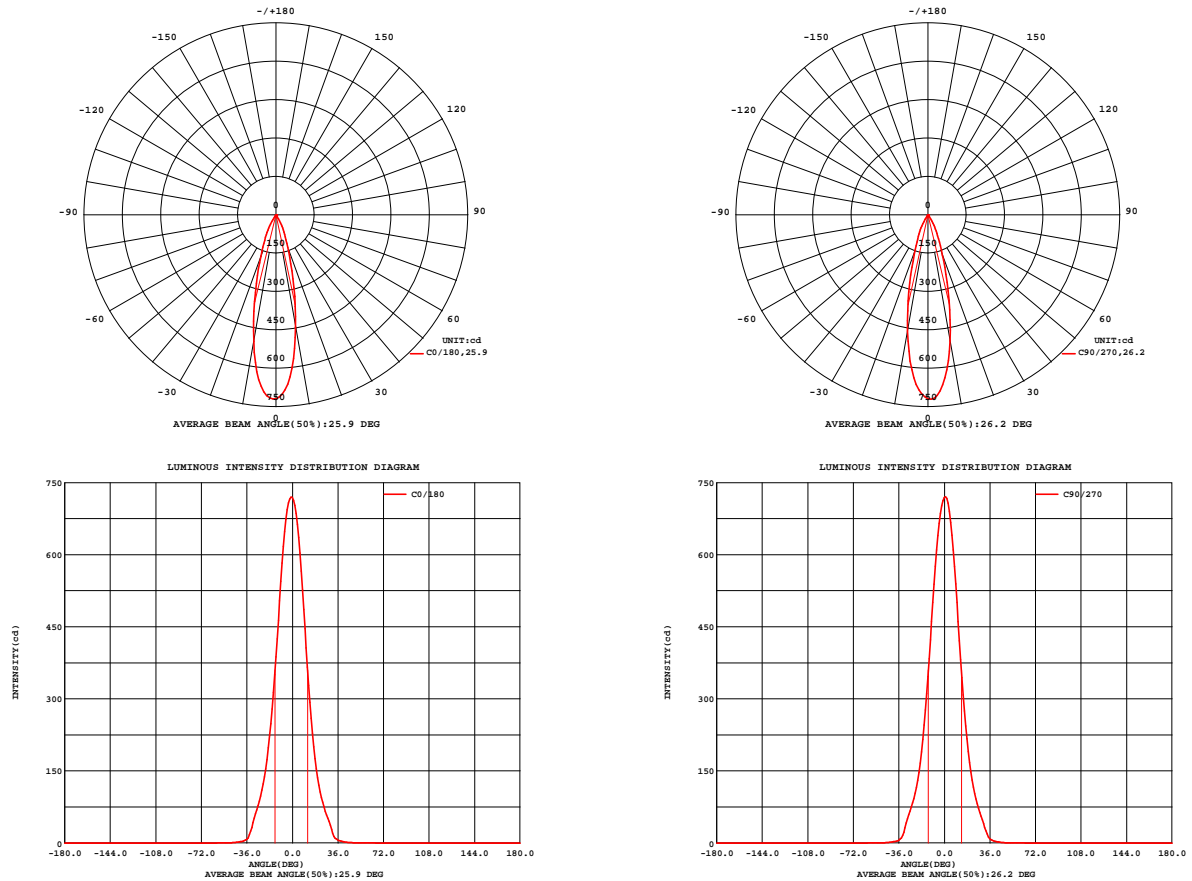 -/+180
-150 150
-120 120
-90 90
-60 60
-30 30
0
150
300
450
600
750
0
UNIT:cd
C0/180,25.9
AVERAGE BEAM ANGLE(50%):25.9 DEG
-/+180
-150 150
-120 120
-90 90
-60 60
-30 30
0
150
300
450
600
750
0
UNIT:cd
C90/270,26.2
AVERAGE BEAM ANGLE(50%):26.2 DEG
LUMINOUS INTENSITY DISTRIBUTION DIAGRAM
C0/180
750
600
450
300
150
0
INTENSITY(cd)
-180.0 -144.0 -108.0 -72.0 -36.0 0.0 36.0 72.0 108.0 144.0 180.0
ANGLE(DEG)
AVERAGE BEAM ANGLE(50%):25.9 DEG
LUMINOUS INTENSITY DISTRIBUTION DIAGRAM
C90/270
750
600
450
300
150
0
INTENSITY(cd)
-180.0 -144.0 -108.0 -72.0 -36.0 0.0 36.0 72.0 108.0 144.0 180.0
ANGLE(DEG)
AVERAGE BEAM ANGLE(50%):26.2 DEG